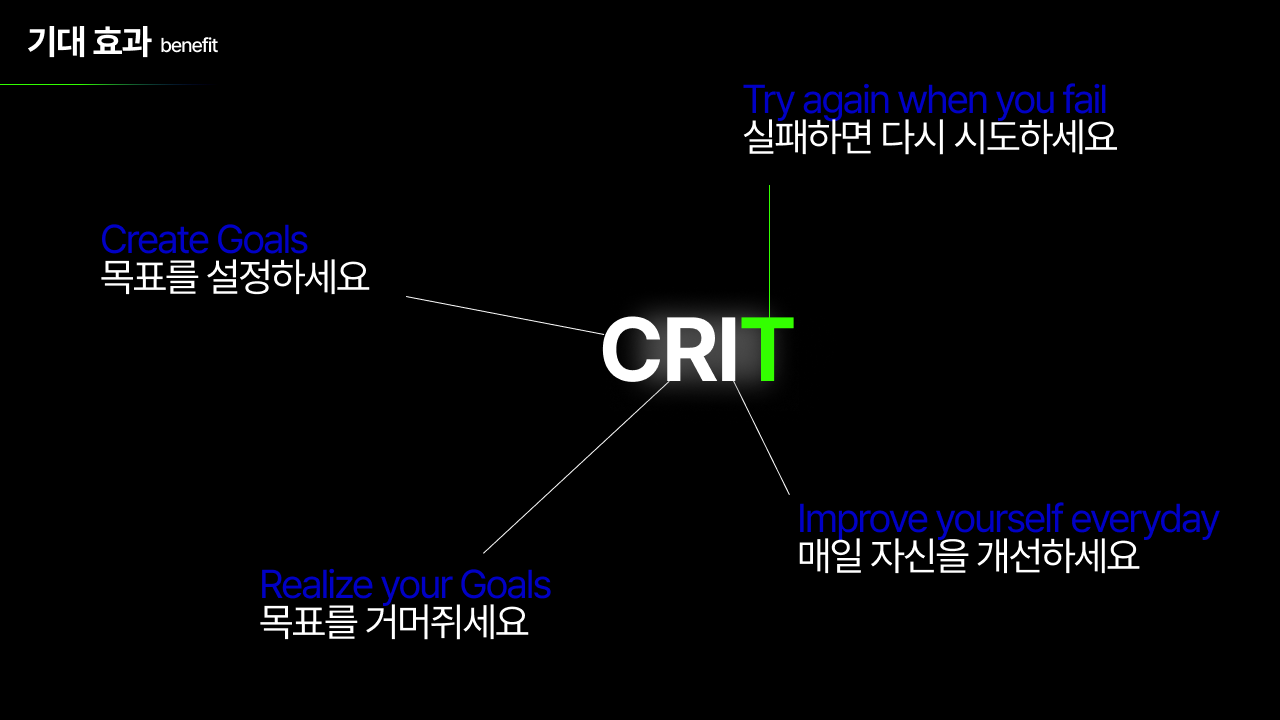 기대 효과 benefit
Try again when you fail
실패하면 다시 시도하세요
Create Goals
목표를 설정하세요
CRIT
Improve yourself everyday
매일 자신을 개선하세요
Realize your Goals
목표를 거머쥐세요